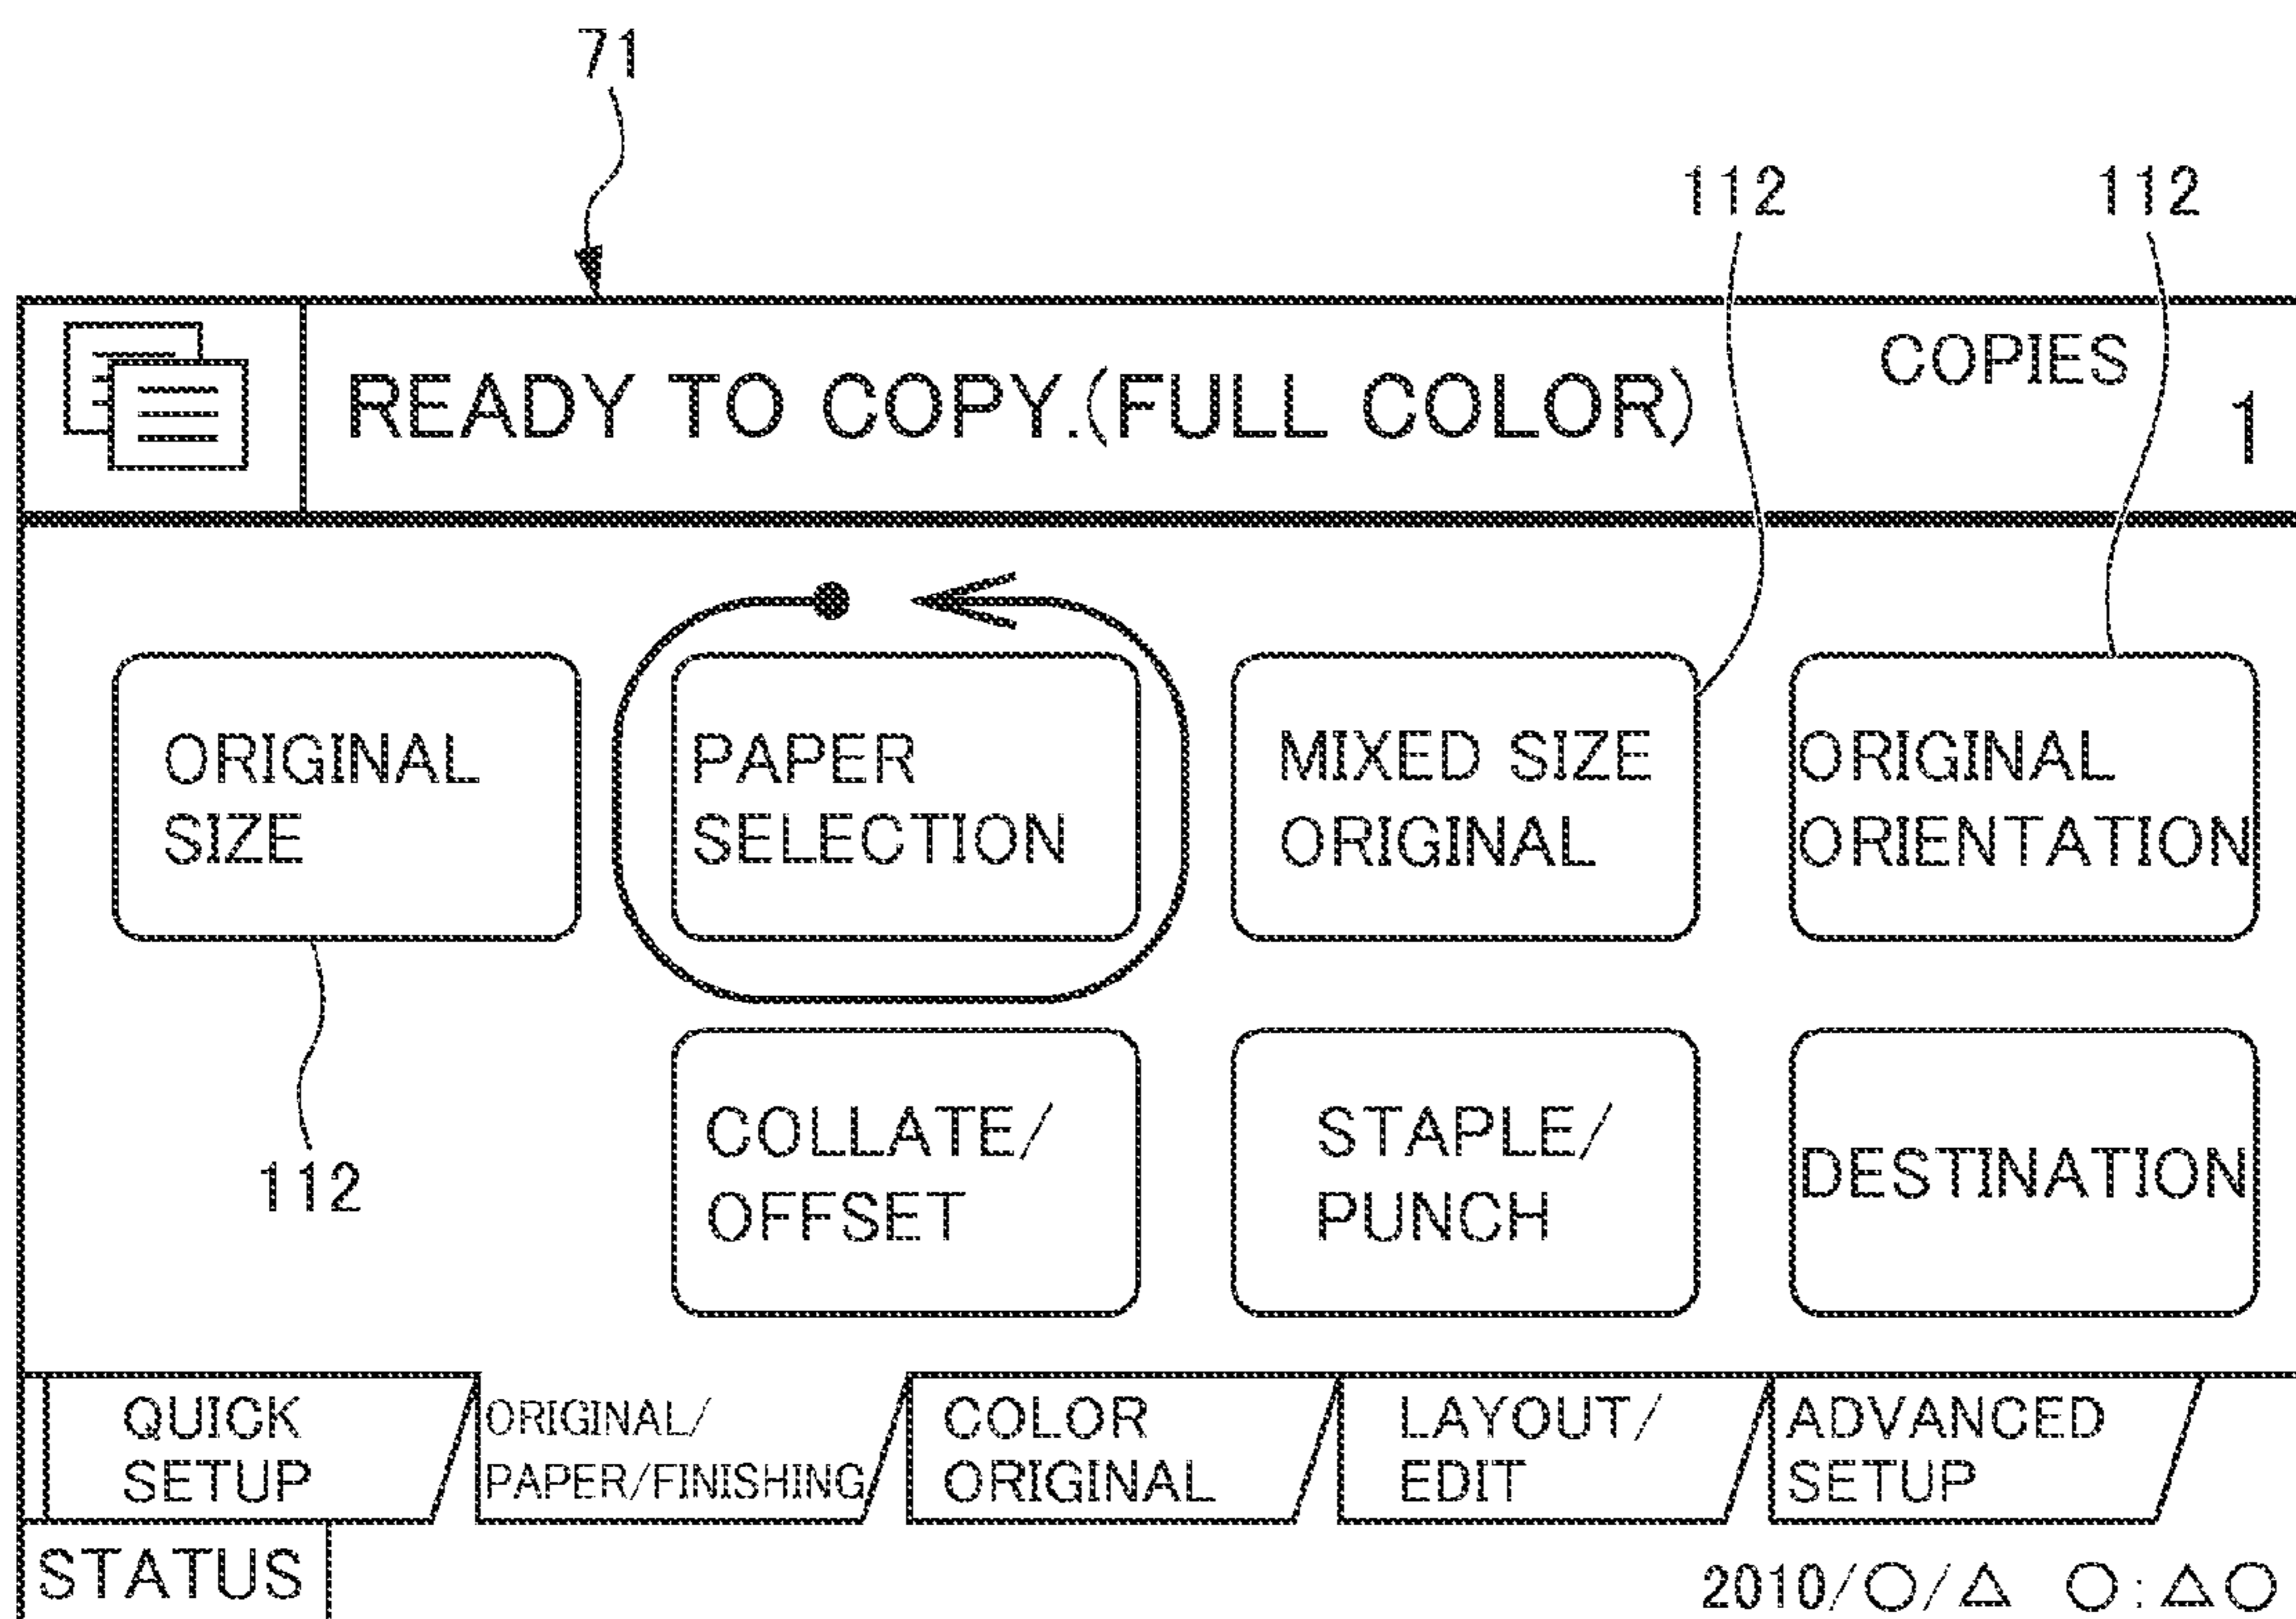 71
112 112
READY TO COPY.(FULL COLOR) COPIES 1
ORIGINAL
SIZE
PAPER
SELECTION
MIXED SIZE
ORIGINAL
ORIGINAL
ORIENTATION
112
COLLATE/
OFFSET
STAPLE/
PUNCH
DESTINATION
QUICK
SETUP
ORIGINAL/
PAPER/FINISHING
COLOR
ORIGINAL
LAYOUT/
EDIT
ADVANCED
SETUP
STATUS
2010/○/△ ○:△○